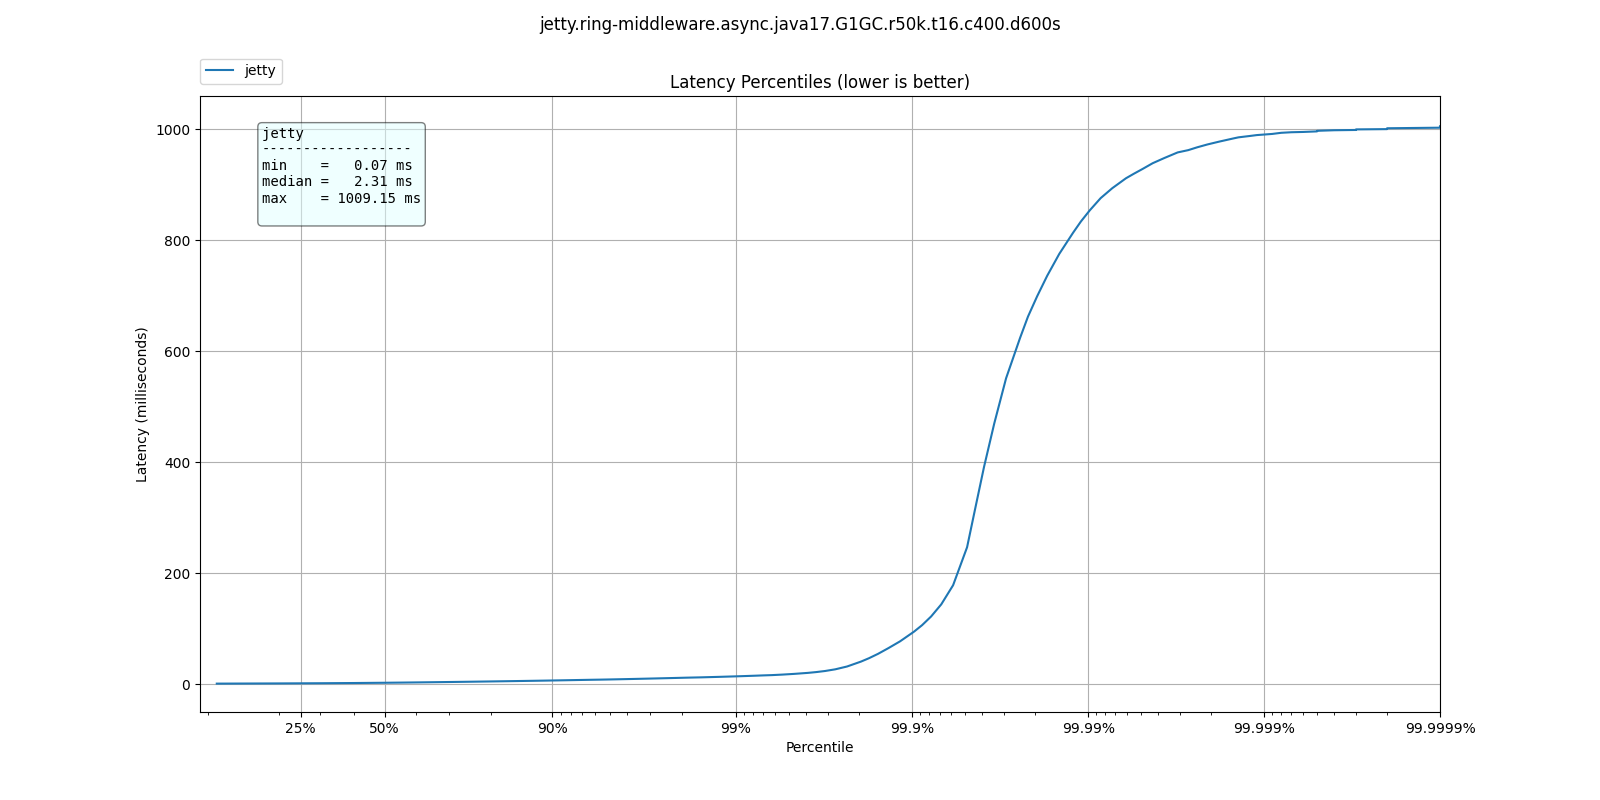 jetty.ring-middleware.async.java17.G1GC.r50k.t16.c400.d600s
jetty
Latency Percentiles (lower is better)
jetty
------------------
min    =   0.07 ms
median =   2.31 ms
max    = 1009.15 ms
1000
800
600
400
200
0
Latency (milliseconds)
25% 50% 90% 99% 99.9% 99.99% 99.999% 99.9999%
Percentile